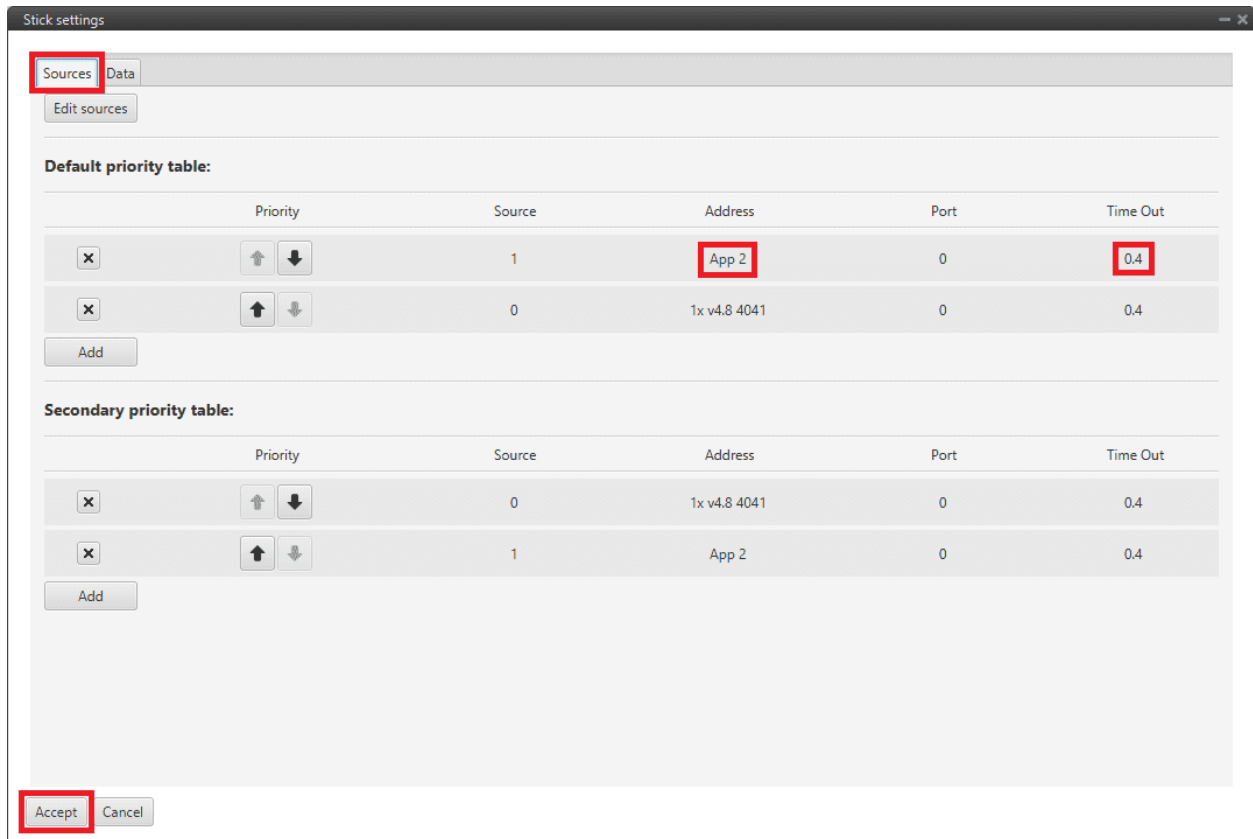 Stick settings
Sources Data
Edit sources
Default priority table:
Priority Source Address Port Time Out
1 App 2 0 0.4
0 1x v4.8 4041 0 0.4
Add
Secondary priority table:
Priority Source Address Port Time Out
0 1x v4.8 4041 0 0.4
1 App 2 0 0.4
Add
Accept Cancel